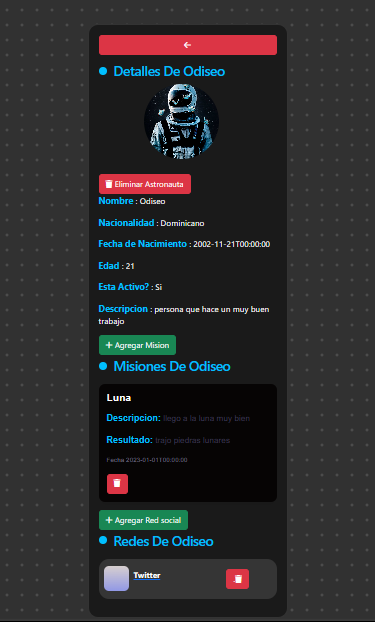 Detalles De Odiseo
Eliminar Astronauta
Nombre : Odiseo
Nacionalidad : Dominicano
Fecha de Nacimiento : 2002-11-21T00:00:00
Edad : 21
Esta Activo? : Si
Descripcion : persona que hace un muy buen
trabajo
+ Agregar Mision
Misiones De Odiseo
Luna
Descripcion: llego a la luna muy bien
Resultado: trajo piedras lunares
Fecha 2023-01-01T00:00:00
+ Agregar Red social
Redes De Odiseo
Twitter